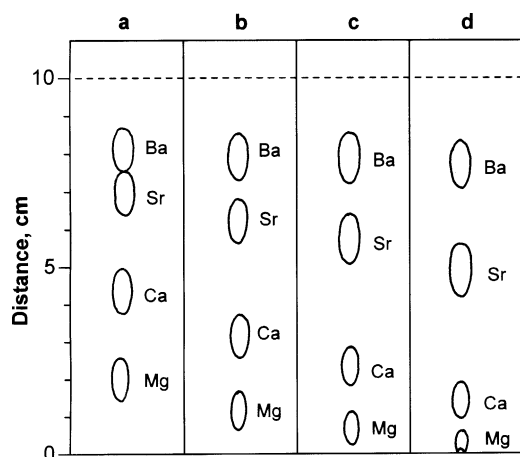 a b c d
10
Ba Ba Ba Ba
Sr Sr Sr Sr
5
Ca Ca Ca Ca
Mg Mg Mg Mg
0
Distance, cm